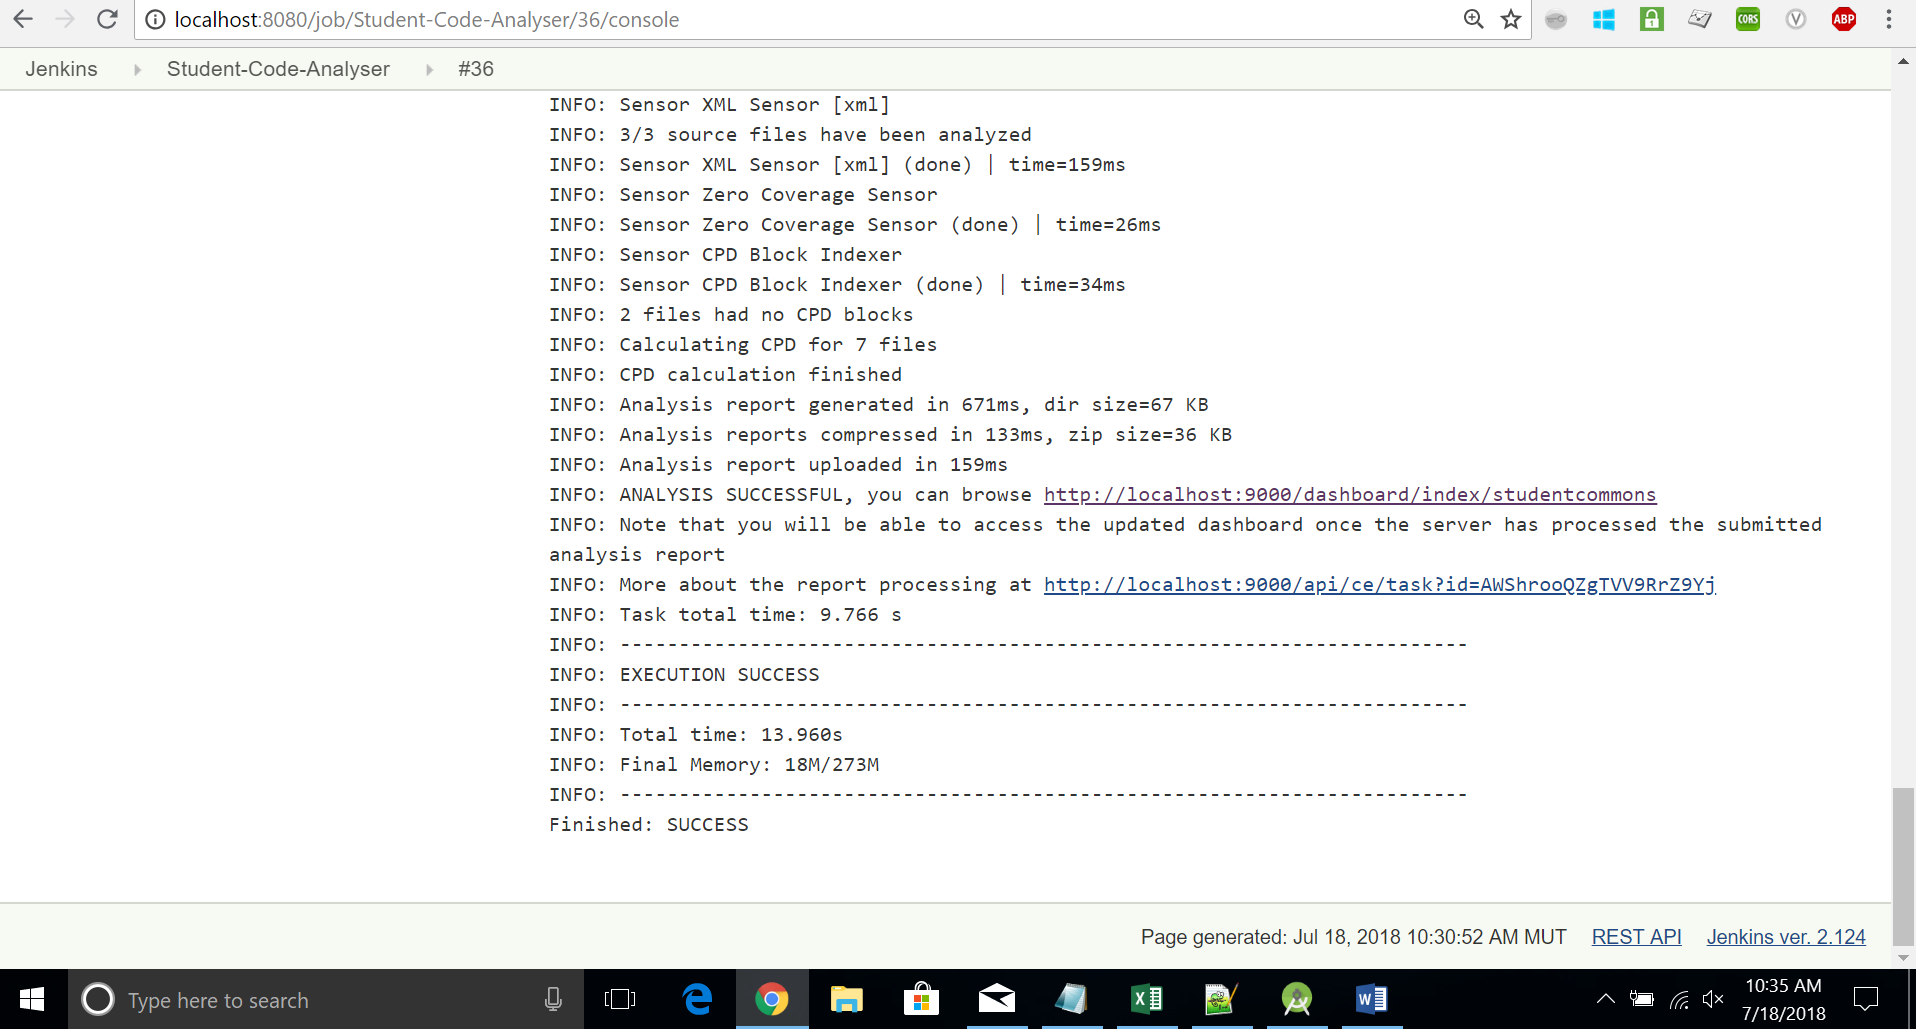 localhost:8080/job/Student-Code-Analyser/36/console
CORS
V
ABP
Jenkins Student-Code-Analyser #36
INFO: Sensor XML Sensor [xml]
INFO: 3/3 source files have been analyzed
INFO: Sensor XML Sensor [xml] (done) | time=159ms
INFO: Sensor Zero Coverage Sensor
INFO: Sensor Zero Coverage Sensor (done) | time=26ms
INFO: Sensor CPD Block Indexer
INFO: Sensor CPD Block Indexer (done) | time=34ms
INFO: 2 files had no CPD blocks
INFO: Calculating CPD for 7 files
INFO: CPD calculation finished
INFO: Analysis report generated in 671ms, dir size=67 KB
INFO: Analysis reports compressed in 133ms, zip size=36 KB
INFO: Analysis report uploaded in 159ms
INFO: ANALYSIS SUCCESSFUL, you can browse http://localhost:9000/dashboard/index/studentcommons
INFO: Note that you will be able to access the updated dashboard once the server has processed the submitted
analysis report
INFO: More about the report processing at http://localhost:9000/api/ce/task?id=AWShrooQZgTVV9RrZ9Yj
INFO: Task total time: 9.766 s
INFO: ------------------------------------------------------------------------
INFO: EXECUTION SUCCESS
INFO: ------------------------------------------------------------------------
INFO: Total time: 13.960s
INFO: Final Memory: 18M/273M
INFO: ------------------------------------------------------------------------
Finished: SUCCESS
Page generated: Jul 18, 2018 10:30:52 AM MUT REST API Jenkins ver. 2.124
Type here to search
10:35 AM
7/18/2018